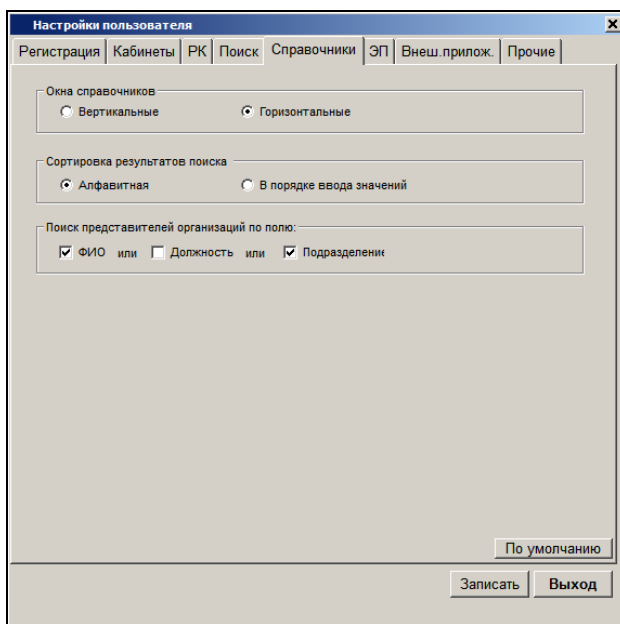 Настройки пользователя
Регистрация Кабинеты РК Поиск Справочники ЭП Внеш.прилож. Прочие
Окна справочников
Вертикальные Горизонтальные
Сортировка результатов поиска
Алфавитная В порядке ввода значений
Поиск представителей организаций по полю:
ФИО или Должность или Подразделение
По умолчанию
Записать Выход